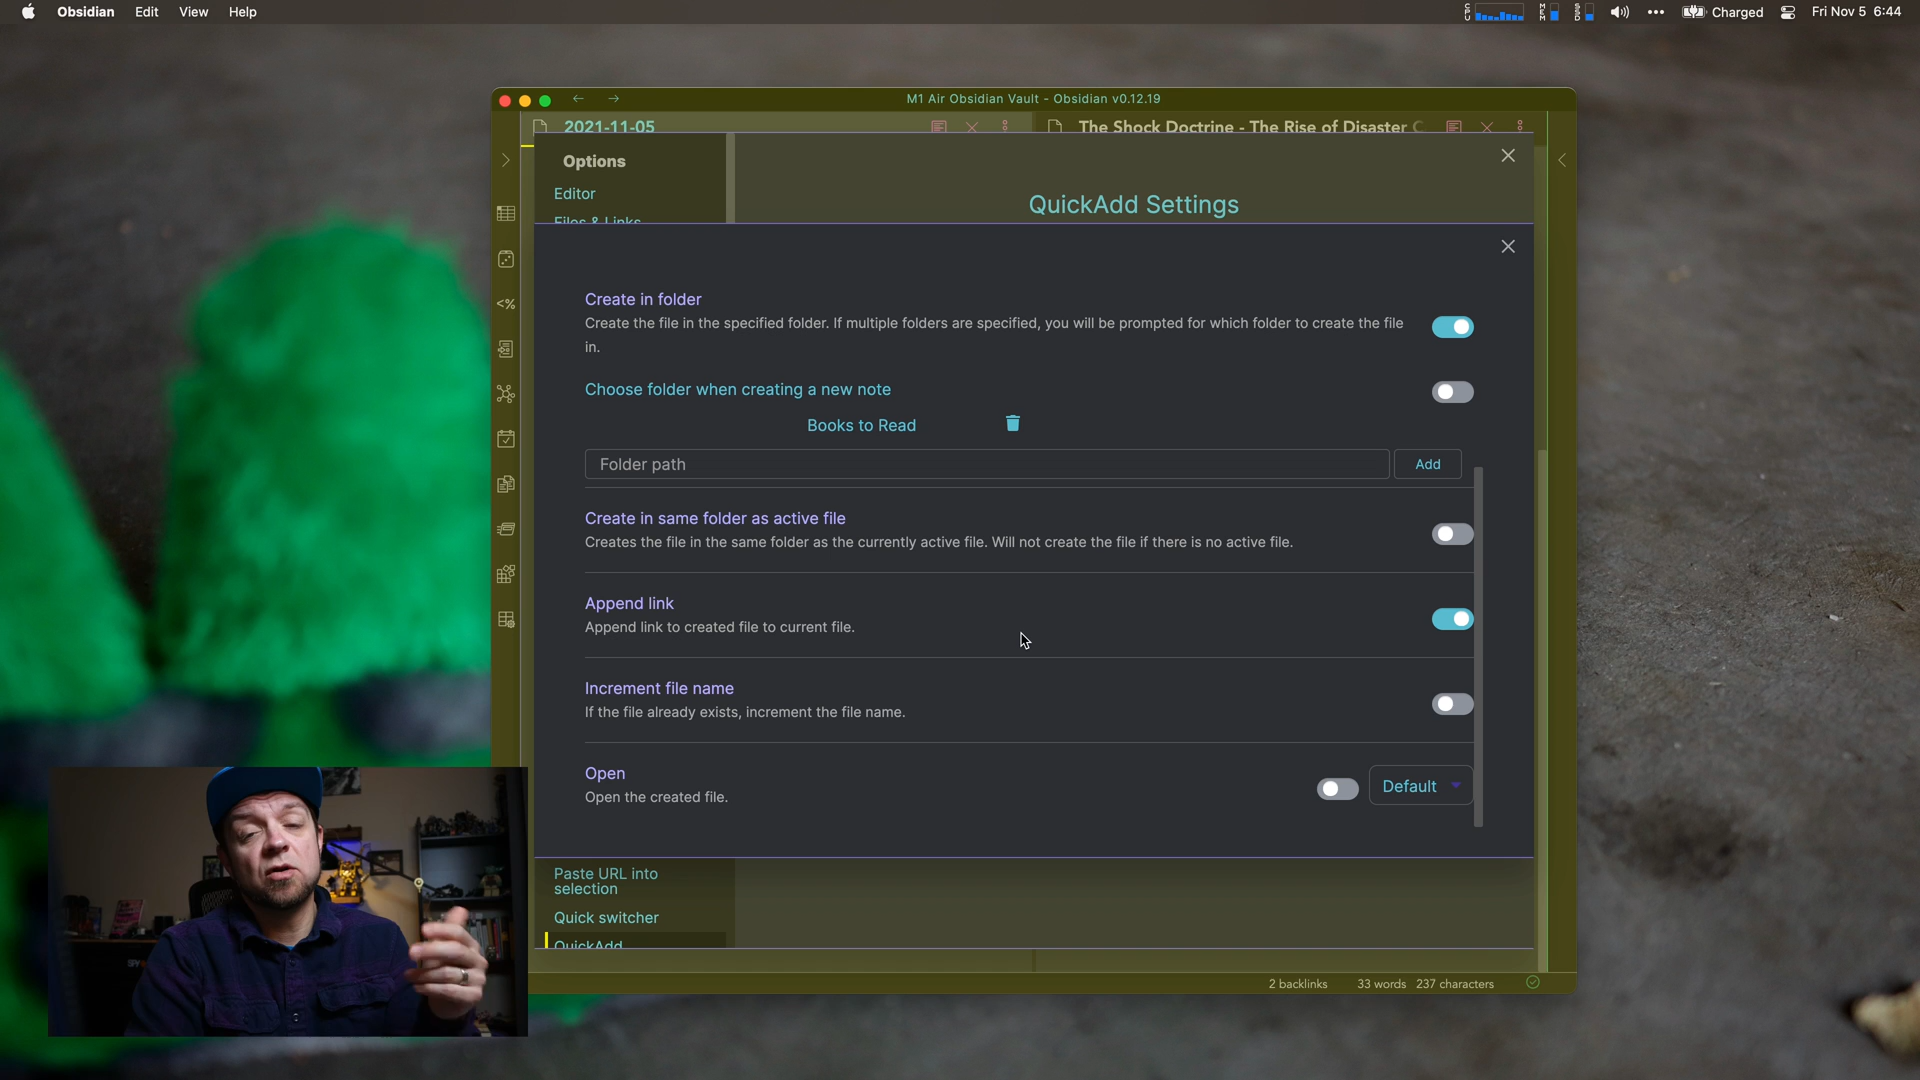 Obsidian Edit View Help
CPU MEM SSD Charged Fri Nov 5 6:44
M1 Air Obsidian Vault - Obsidian v0.12.19
2021-11-05
The Shock Doctrine - The Rise of Disaster C
Options
Editor
Files & Links
QuickAdd Settings
Create in folder
Create the file in the specified folder. If multiple folders are specified, you will be prompted for which folder to create the file
in.
Choose folder when creating a new note
Books to Read
Folder path
Add
Create in same folder as active file
Creates the file in the same folder as the currently active file. Will not create the file if there is no active file.
Append link
Append link to created file to current file.
Increment file name
If the file already exists, increment the file name.
Open
Open the created file.
Default
Paste URL into
selection
Quick switcher
QuickAdd
2 backlinks 33 words 237 characters